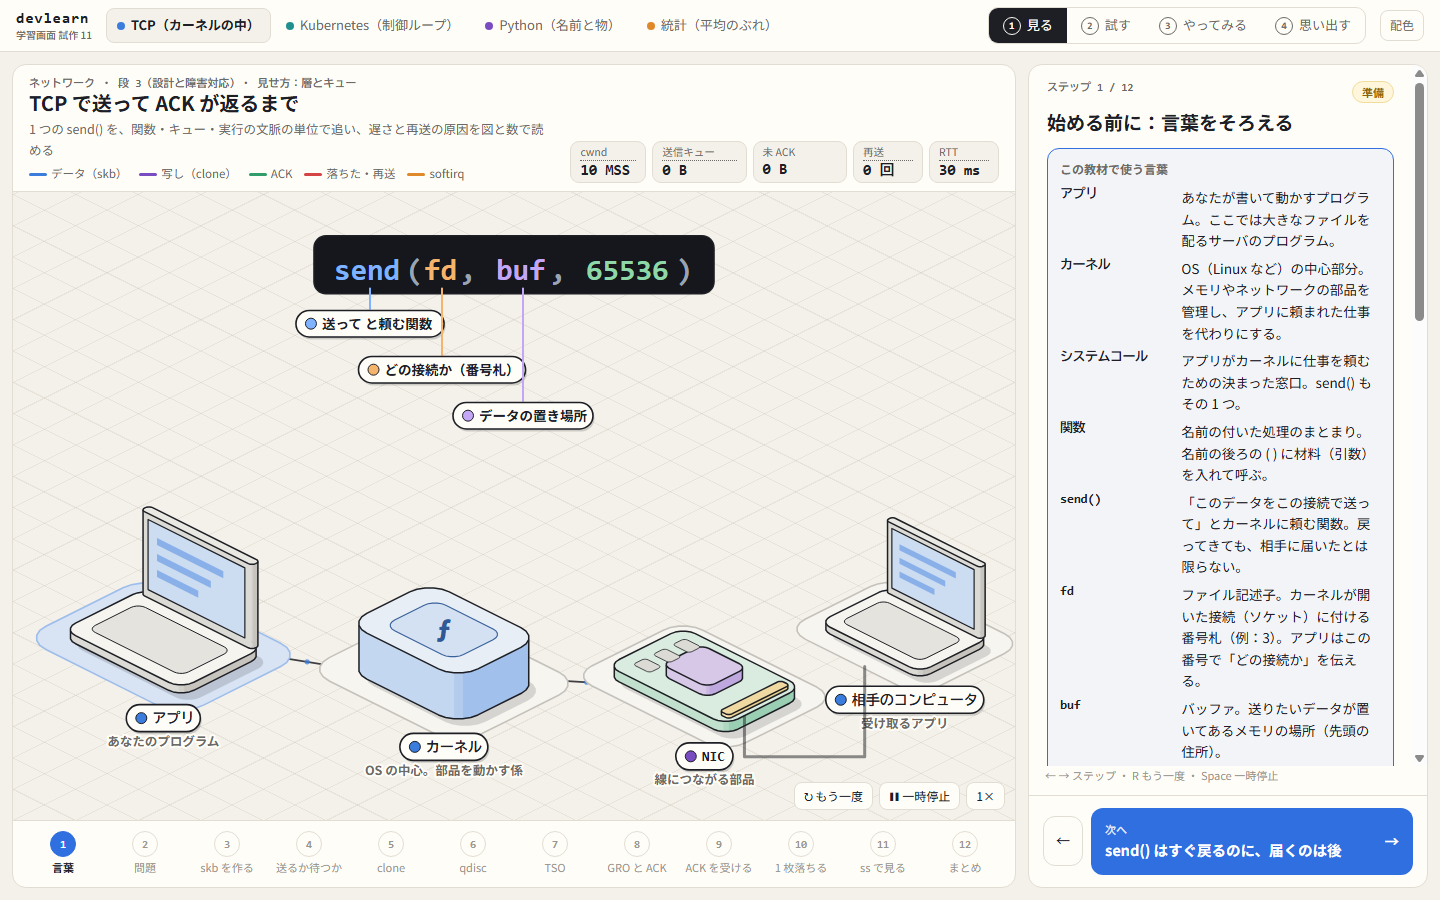 devlearn
学習画面 試作 11
TCP（カーネルの中）
Kubernetes（制御ループ）
Python（名前と物）
統計（平均のぶれ）
1 見る
2 試す
3 やってみる
4 思い出す
配色
ネットワーク ・ 段 3（設計と障害対応）・ 見せ方：層とキュー
TCP で送って ACK が返るまで
1 つの send() を、関数・キュー・実行の文脈の単位で追い、遅さと再送の原因を図と数で読
める
データ（skb）
写し（clone）
ACK
落ちた・再送
softirq
cwnd
10 MSS
送信キュー
0 B
未 ACK
0 B
再送
0 回
RTT
30 ms
send(fd, buf, 65536)
送って と頼む関数
どの接続か（番号札）
データの置き場所
ƒ
アプリ
あなたのプログラム
カーネル
OS の中心。部品を動かす係
NIC
線につながる部品
相手のコンピュータ
受け取るアプリ
↻ もう一度
一時停止
1×
1 言葉
2 問題
3 skb を作る
4 送るか待つか
5 clone
6 qdisc
7 TSO
8 GRO と ACK
9 ACK を受ける
10 1 枚落ちる
11 ss で見る
12 まとめ
ステップ 1 / 12
準備
始める前に：言葉をそろえる
この教材で使う言葉
アプリ
あなたが書いて動かすプログラ
ム。ここでは大きなファイルを
配るサーバのプログラム。
カーネル
OS（Linux など）の中心部分。
メモリやネットワークの部品を
管理し、アプリに頼まれた仕事
を代わりにする。
システムコール
アプリがカーネルに仕事を頼む
ための決まった窓口。send() も
その 1 つ。
関数
名前の付いた処理のまとまり。
名前の後ろの ( ) に材料（引数）
を入れて呼ぶ。
send()
「このデータをこの接続で送っ
て」とカーネルに頼む関数。戻
ってきても、相手に届いたとは
限らない。
fd
ファイル記述子。カーネルが開
いた接続（ソケット）に付ける
番号札（例：3）。アプリはこの
番号で「どの接続か」を伝え
る。
buf
バッファ。送りたいデータが置
いてあるメモリの場所（先頭の
住所）。
← → ステップ ・ R もう一度 ・ Space 一時停止
←
次へ
send() はすぐ戻るのに、届くのは後
→